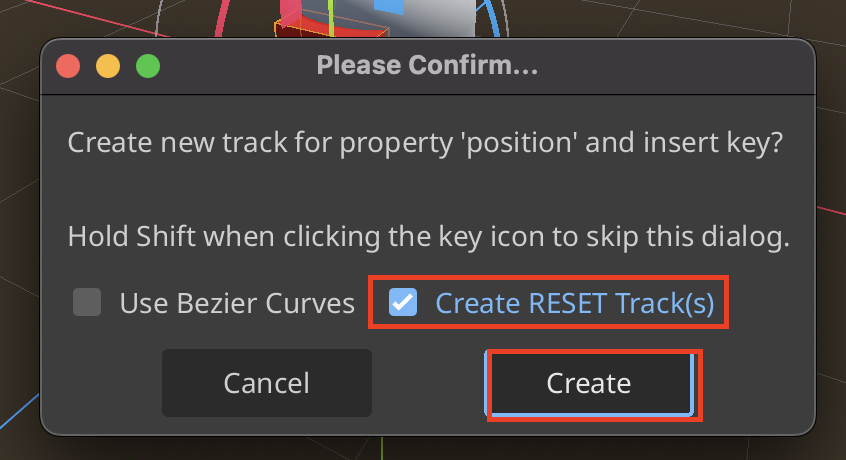 Please Confirm...
Create new track for property 'position' and insert key?
Hold Shift when clicking the key icon to skip this dialog.
Use Bezier Curves Create RESET Track(s)
Cancel Create